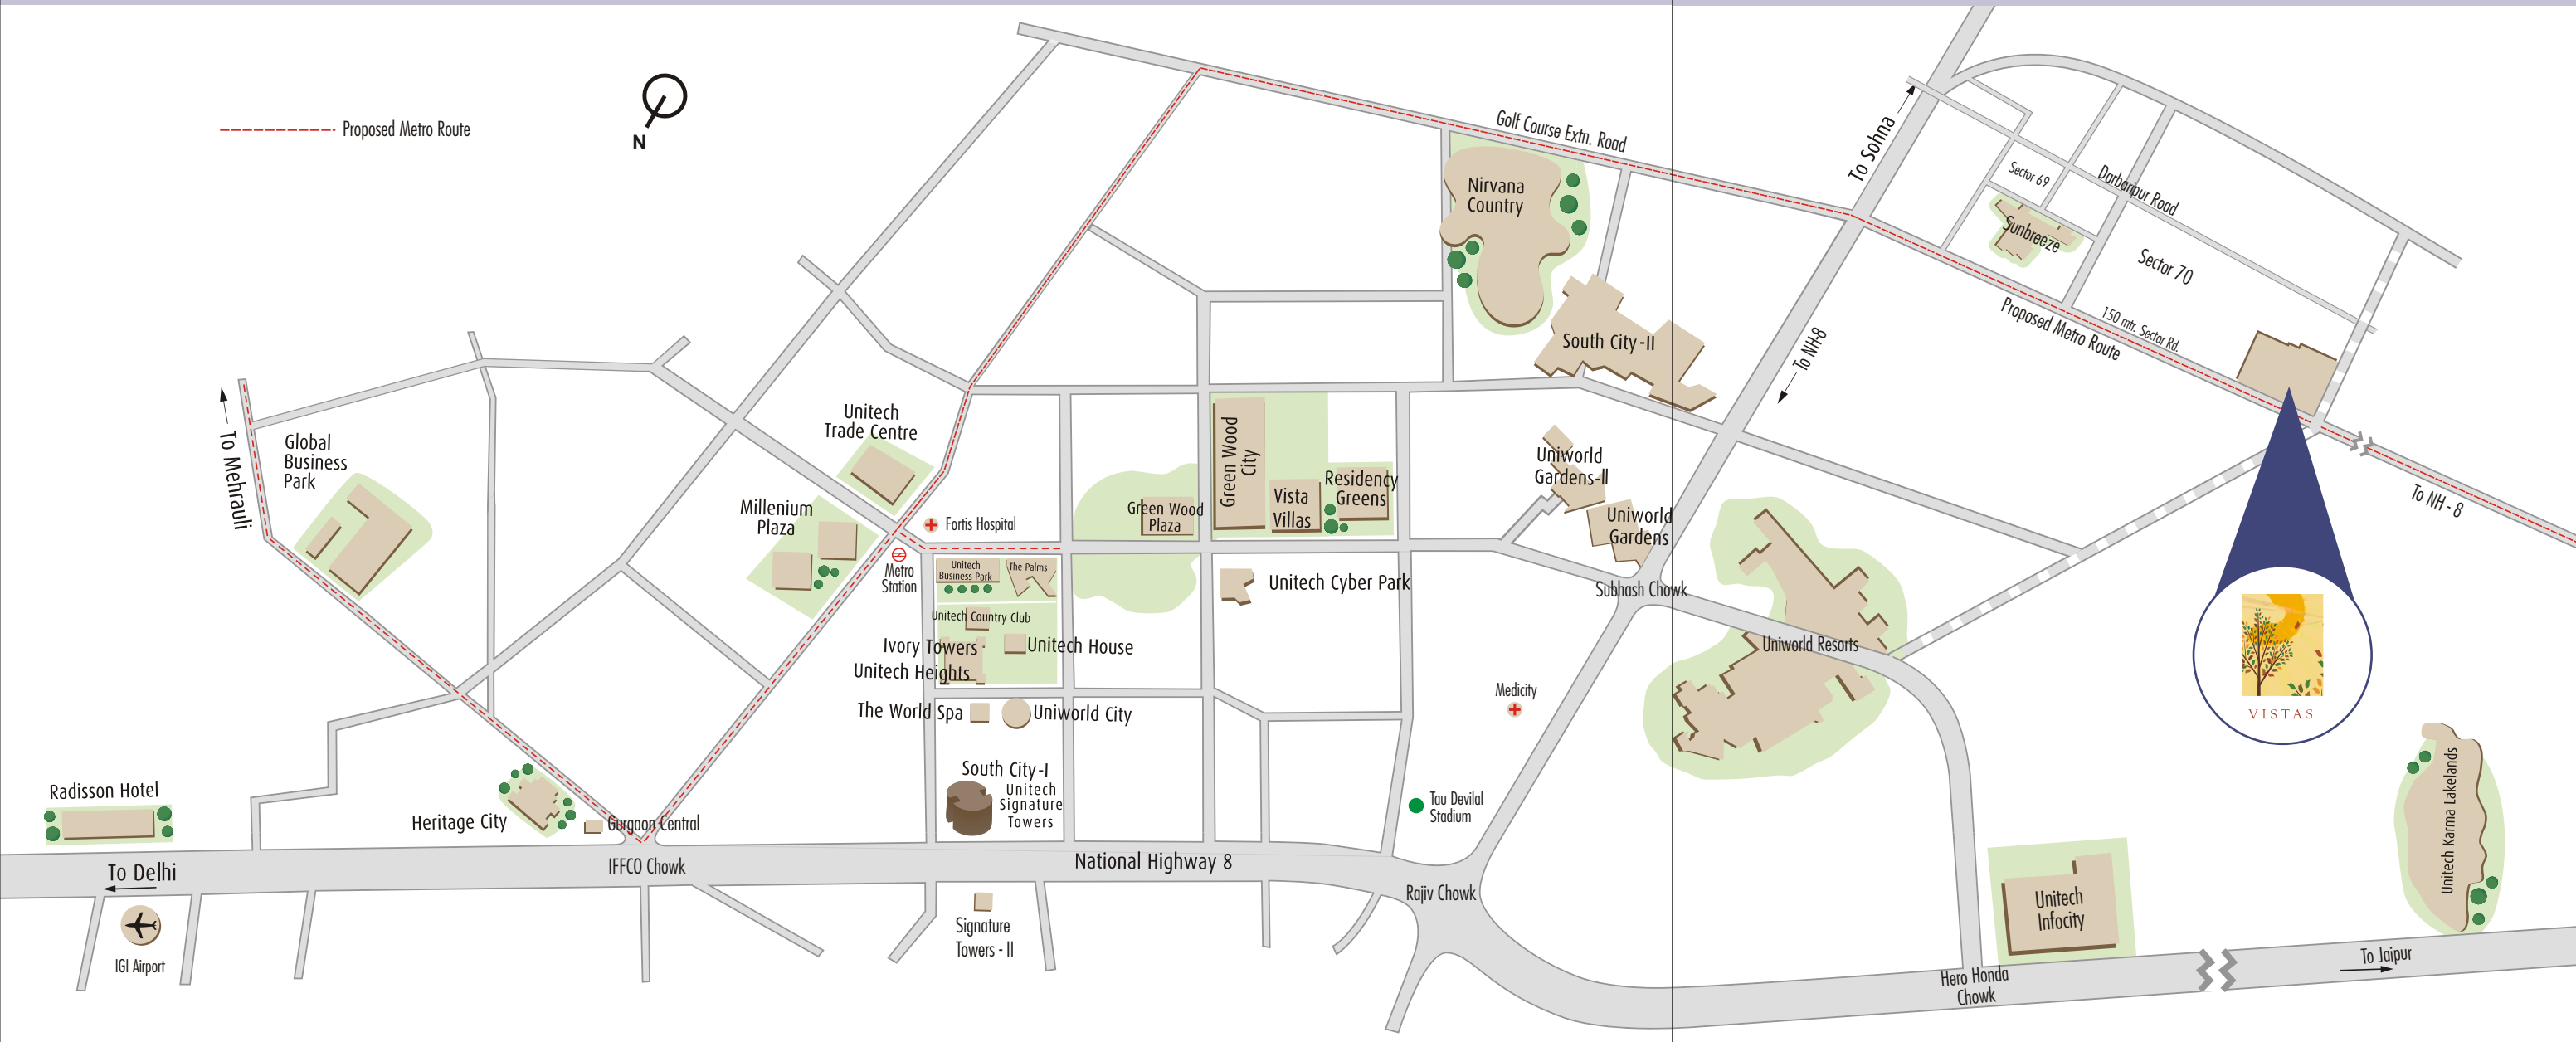 Proposed Metro Route
N
Golf Course Extn. Road
To Sohna
Sector 69
Darbaripur Road
Nirvana
Country
Sunbreeze
Sector 70
150 mtr. Sector Rd.
Proposed Metro Route
South City-II
To NH-8
To Mehrauli
Global
Business
Park
Unitech
Trade Centre
Millenium
Plaza
Fortis Hospital
Metro
Station
Green Wood
Plaza
Green Wood
City
Vista
Villas
Residency
Greens
Uniworld
Gardens-II
Uniworld
Gardens
To NH - 8
Unitech
Business Park
The Palms
Unitech Cyber Park
Subhash Chowk
Unitech Country Club
Ivory Towers
Unitech House
Unitech Heights
Uniworld Resorts
The World Spa
Uniworld City
Medicity
VISTAS
South City-I
Unitech
Signature
Towers
Tau Devilal
Stadium
Radisson Hotel
Heritage City
Gurgaon Central
Unitech Karma Lakelands
To Delhi
IFFCO Chowk
National Highway 8
Rajiv Chowk
Unitech
Infocity
IGI Airport
Signature
Towers - II
Hero Honda
Chowk
To Jaipur